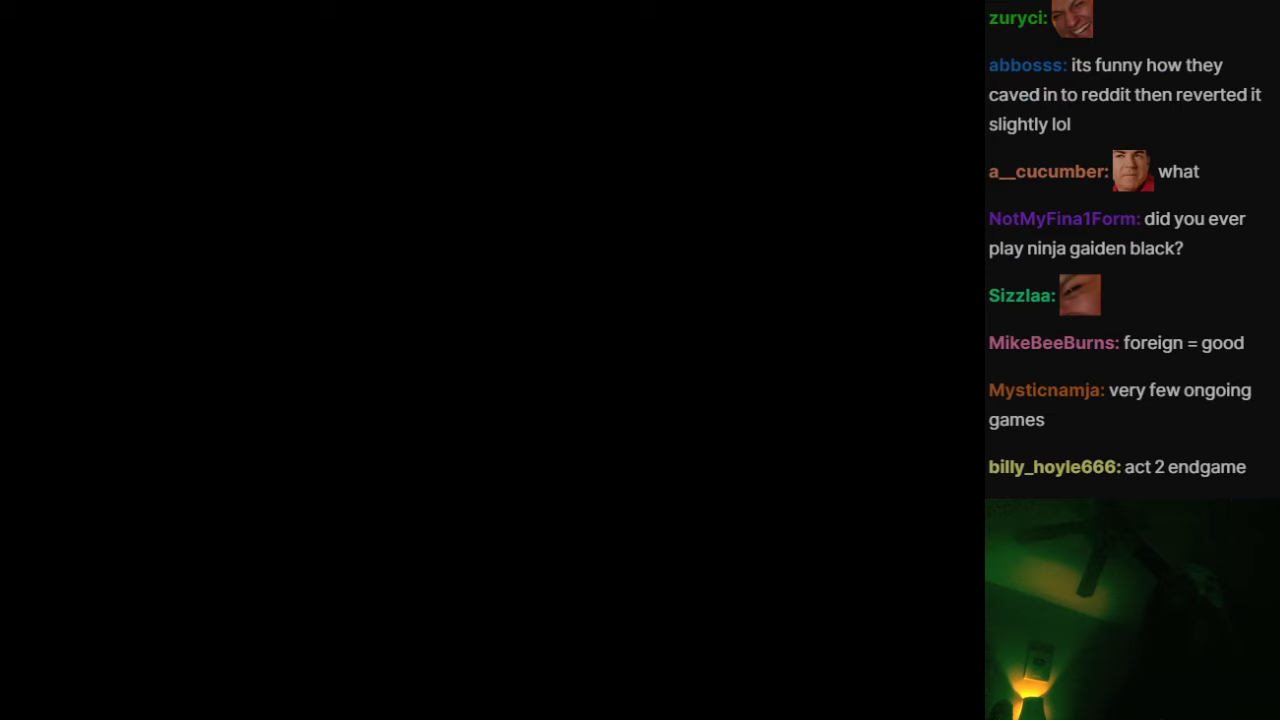 zuryci:
abbosss: its funny how they
caved in to reddit then reverted it
slightly lol
a__cucumber: what
NotMyFina1Form: did you ever
play ninja gaiden black?
Sizzlaa:
MikeBeeBurns: foreign = good
Mysticnamja: very few ongoing
games
billy_hoyle666: act 2 endgame